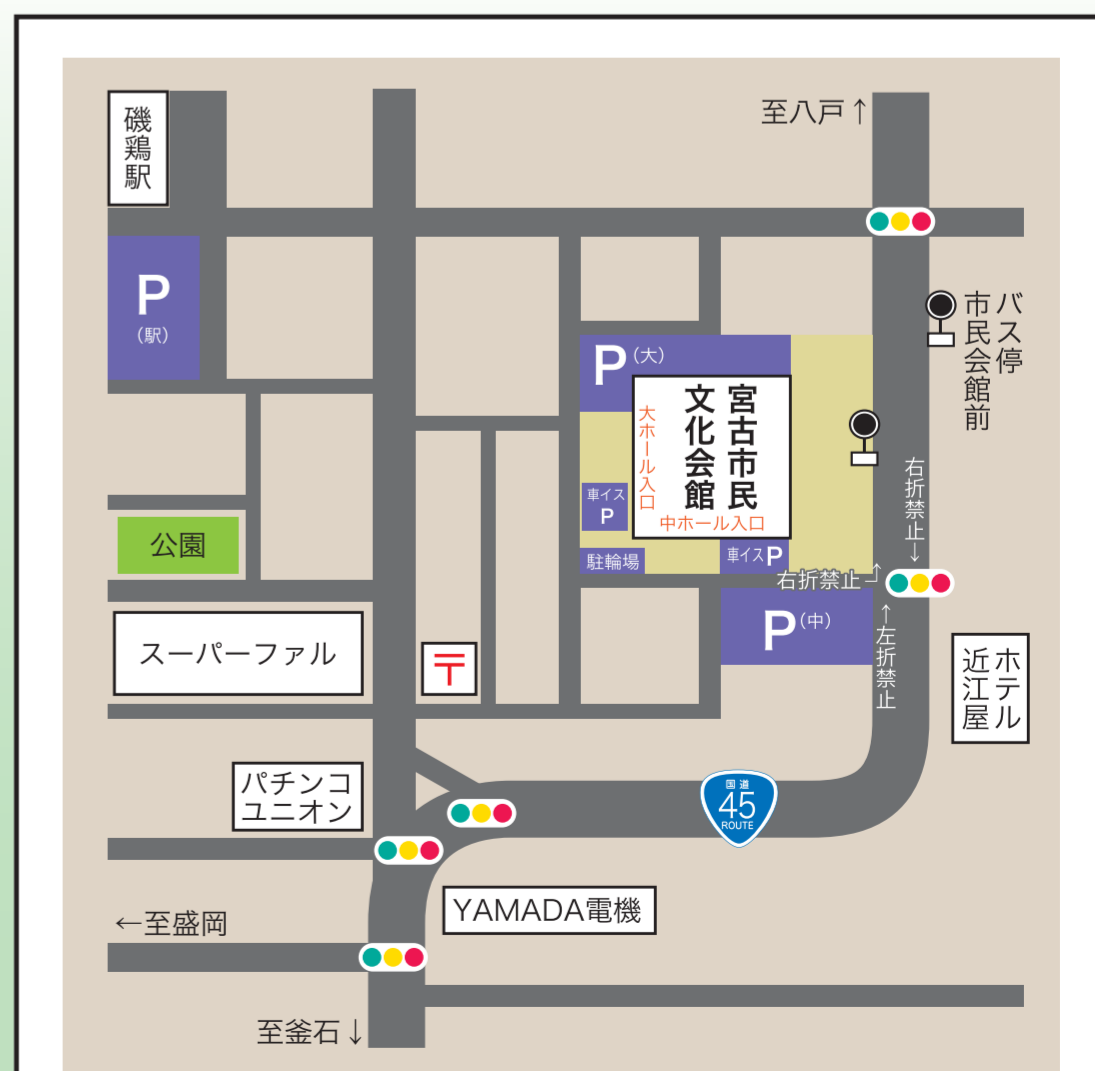 磯鶏駅
至八戸↑
P
(駅)
バス停
市民会館前
P(大)
宮古市民
文化会館
大ホール入口
中ホール入口
車イス
P
駐輪場
車イスP
右折禁止↓
右折禁止↑
公園
P(中)
↑左折禁止
スーパーファル
〒
ホテル
近江屋
パチンコ
ユニオン
国道
45
ROUTE
YAMADA電機
←至盛岡
至釜石↓